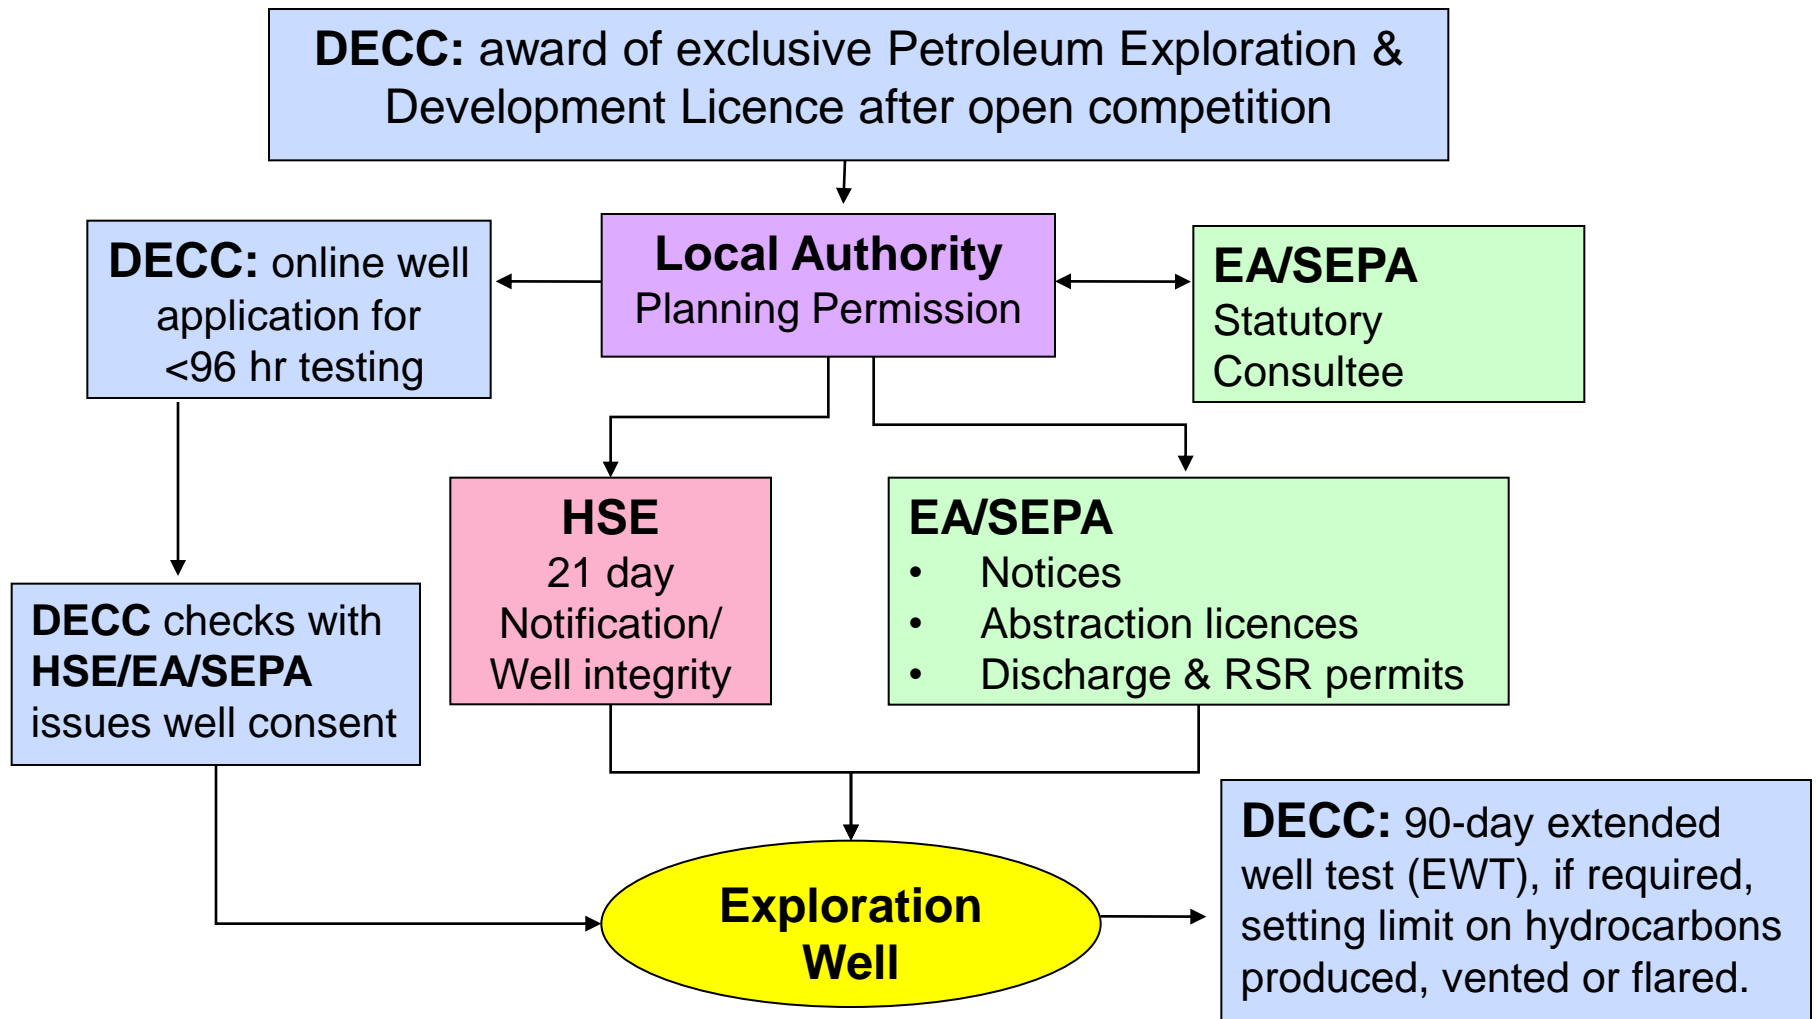 DECC: award of exclusive Petroleum Exploration &
Development Licence after open competition
DECC: online well
application for
<96 hr testing
Local Authority
Planning Permission
EA/SEPA
Statutory
Consultee
HSE
21 day
Notification/
Well integrity
EA/SEPA
• Notices
• Abstraction licences
• Discharge & RSR permits
DECC checks with
HSE/EA/SEPA
issues well consent
Exploration
Well
DECC: 90-day extended
well test (EWT), if required,
setting limit on hydrocarbons
produced, vented or flared.